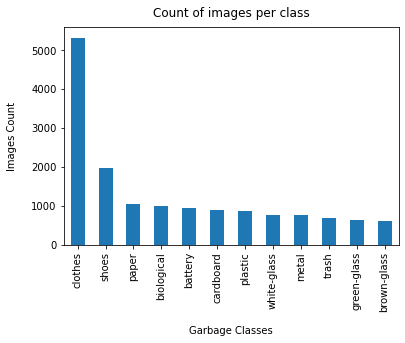 Count of images per class
Images Count
5000
4000
3000
2000
1000
0
clothes
shoes
paper
biological
battery
cardboard
plastic
white-glass
metal
trash
green-glass
brown-glass
Garbage Classes